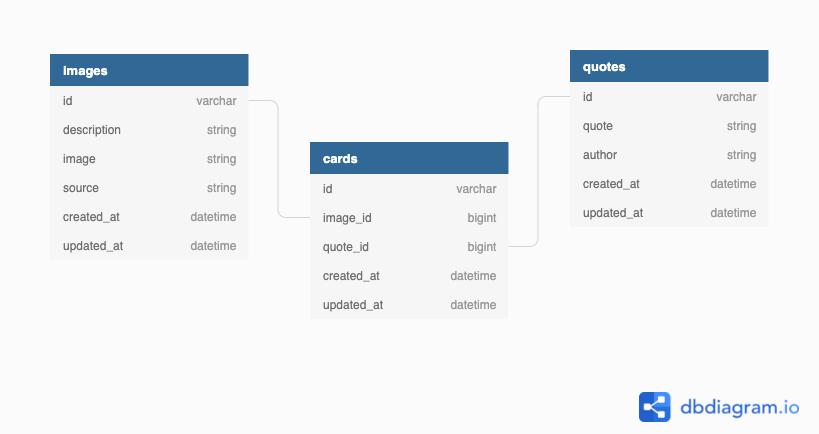 images
id varchar
description string
image string
source string
created_at datetime
updated_at datetime
cards
id varchar
image_id bigint
quote_id bigint
created_at datetime
updated_at datetime
quotes
id varchar
quote string
author string
created_at datetime
updated_at datetime
dbdiagram.io